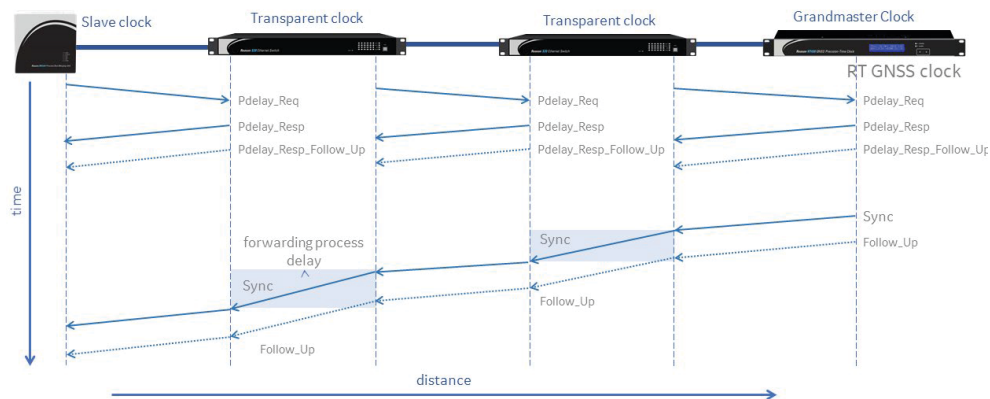 Slave clock
Transparent clock
Transparent clock
Grandmaster Clock
RT GNSS clock
Pdelay_Req
Pdelay_Req
Pdelay_Req
Pdelay_Resp
Pdelay_Resp
Pdelay_Resp
Pdelay_Resp_Follow_Up
Pdelay_Resp_Follow_Up
Pdelay_Resp_Follow_Up
time
Sync
Follow_Up
Sync
forwarding process
delay
Sync
Follow_Up
Follow_Up
distance